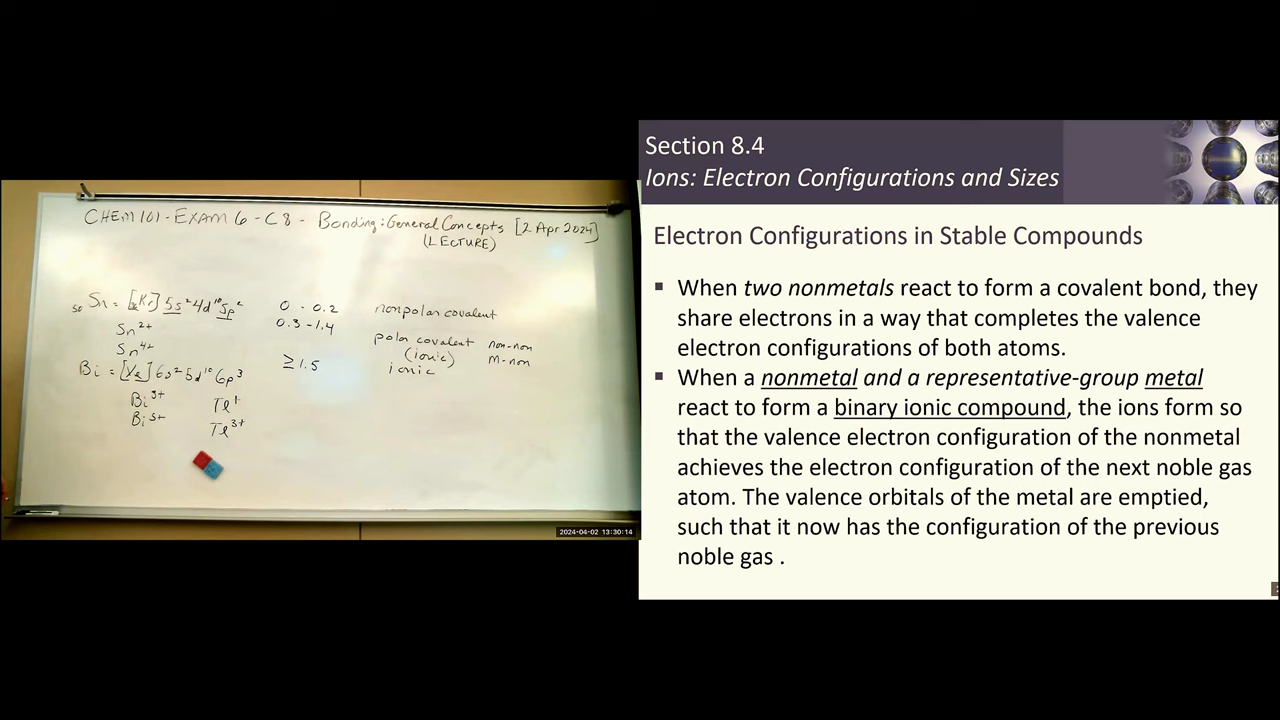 CHEM 101 - EXAM 6 - C8 - Bonding: General Concepts [2 Apr 2024]
(LECTURE)
50 Sn = [Kr] 5s² 4d¹⁰ 5p²
Sn²⁺
Sn⁴⁺
Bi = [Xe] 6s² 5d¹⁰ 6p³
Bi³⁺ Tl¹⁺
Bi⁵⁺ Tl³⁺
0 - 0.2 nonpolar covalent
0.3 - 1.4 polar covalent non-non
(ionic) m-non
≥ 1.5 ionic
2024-04-02 13:30:14
Section 8.4
Ions: Electron Configurations and Sizes
Electron Configurations in Stable Compounds
▪ When two nonmetals react to form a covalent bond, they
share electrons in a way that completes the valence
electron configurations of both atoms.
▪ When a nonmetal and a representative-group metal
react to form a binary ionic compound, the ions form so
that the valence electron configuration of the nonmetal
achieves the electron configuration of the next noble gas
atom. The valence orbitals of the metal are emptied,
such that it now has the configuration of the previous
noble gas .